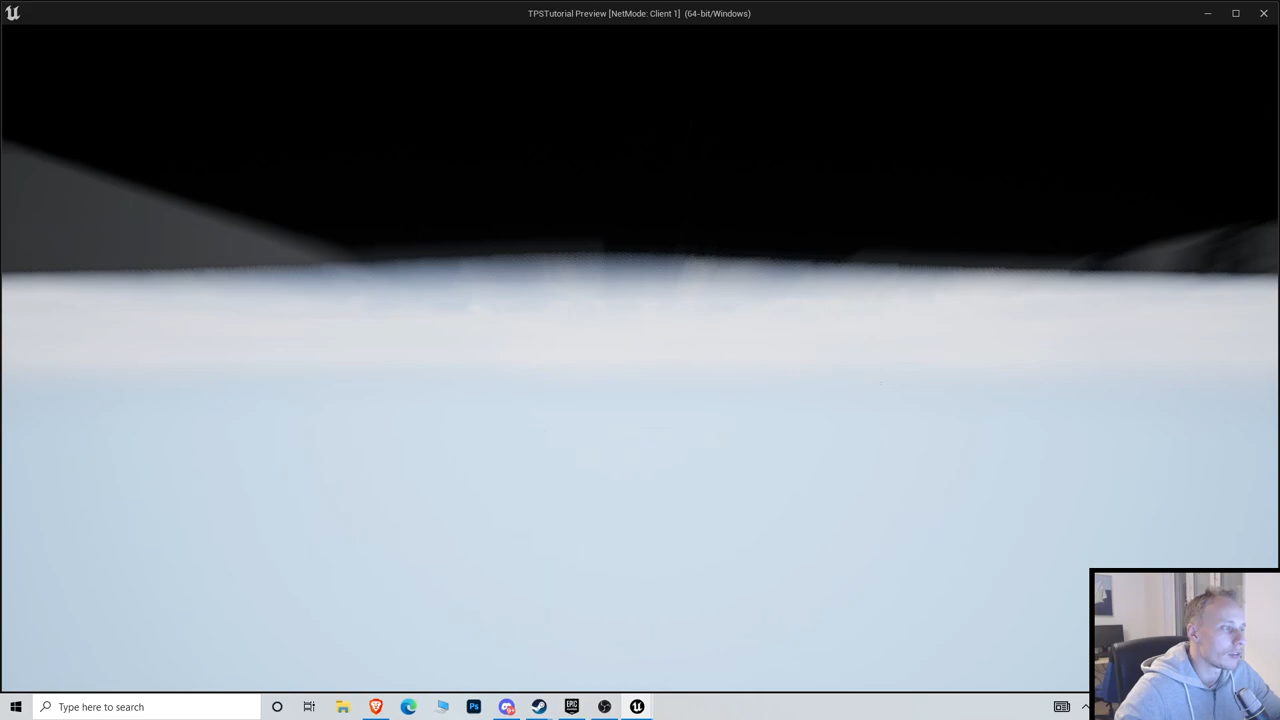 TPSTutorial Preview [NetMode: Client 1] (64-bit/Windows)
Type here to search